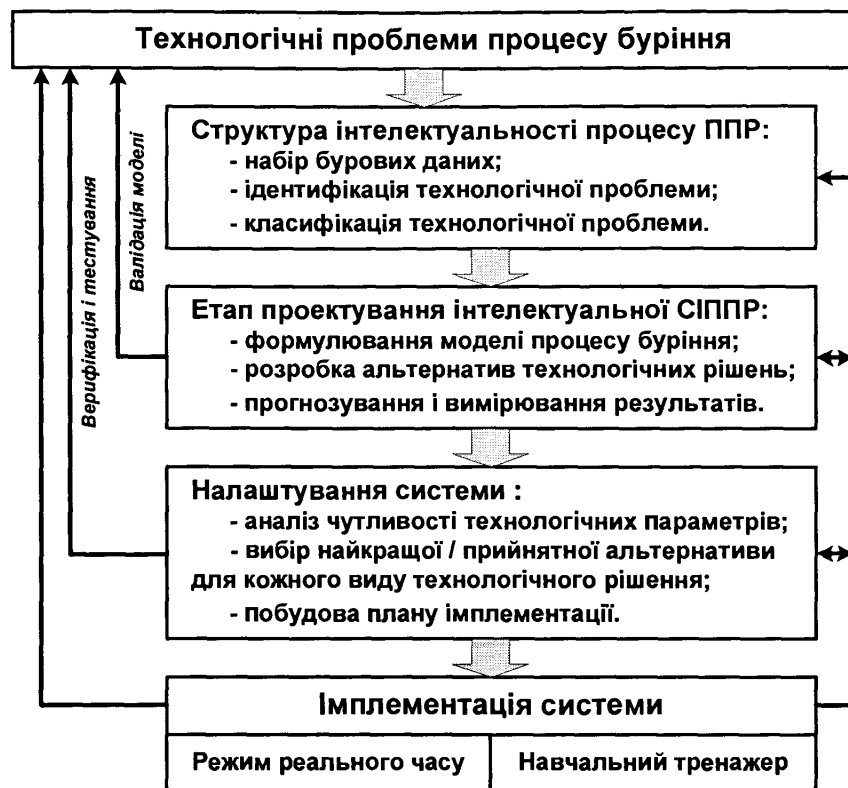 Технологічні проблеми процесу буріння
Структура інтелектуальності процесу ППР:
- набір бурових даних;
- ідентифікація технологічної проблеми;
- класифікація технологічної проблеми.
Валідація моделі
Верифікація і тестування
Етап проектування інтелектуальної СІППР:
- формулювання моделі процесу буріння;
- розробка альтернатив технологічних рішень;
- прогнозування і вимірювання результатів.
Налаштування системи :
- аналіз чутливості технологічних параметрів;
- вибір найкращої / прийнятної альтернативи
для кожного виду технологічного рішення;
- побудова плану імплементації.
Імплементація системи
Режим реального часу
Навчальний тренажер